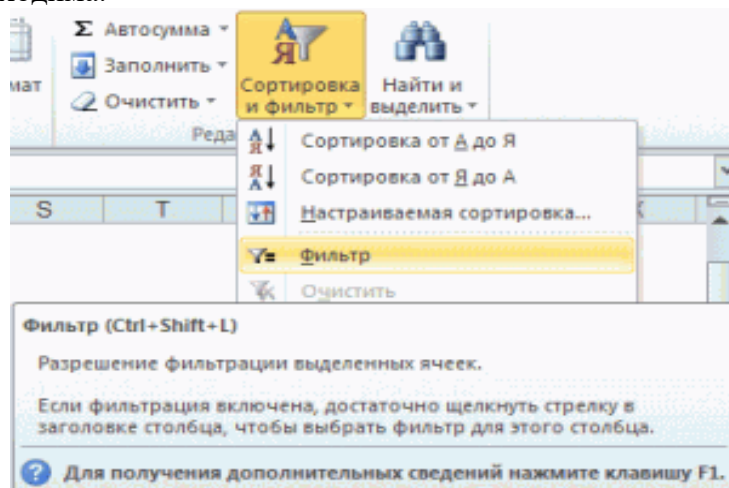 Σ Автосумма
Заполнить
мат
Очистить
Сортировка и фильтр
Найти и выделить
Реда
Сортировка от А до Я
Сортировка от Я до А
Настраиваемая сортировка...
S T
Фильтр
Очистить
Фильтр (Ctrl+Shift+L)
Разрешение фильтрации выделенных ячеек.
Если фильтрация включена, достаточно щелкнуть стрелку в
заголовке столбца, чтобы выбрать фильтр для этого столбца.
Для получения дополнительных сведений нажмите клавишу F1.